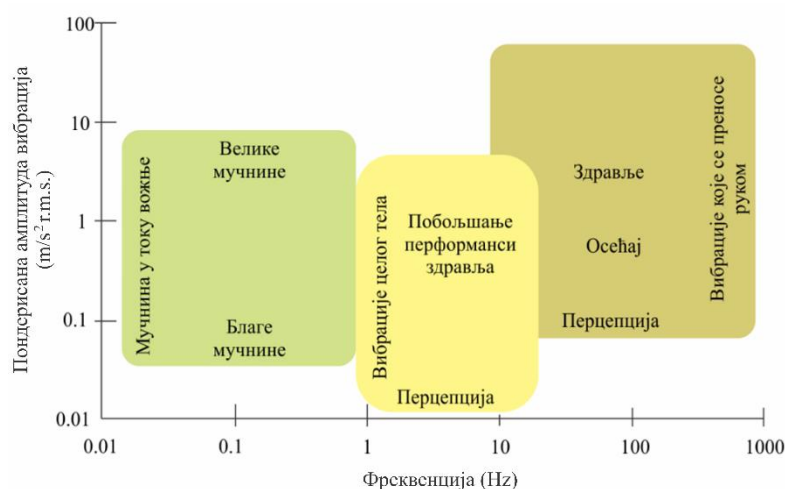 Пондерисана амплитуда вибрација
(m/s² r.m.s.)
100
10
1
0.1
0.01
Мучнина у току вожње
Велике
мучнине
Благе
мучнине
Вибрације целог тела
Побољшање
перформанси
здравља
Перцепција
Здравље
Осећај
Перцепција
Вибрације које се преносе
руком
0.01
0.1
1
10
100
1000
Фреквенција (Hz)